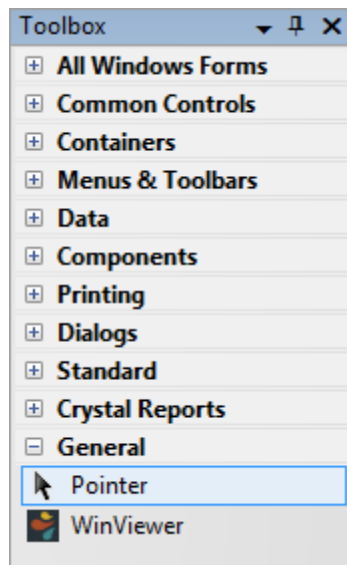 Toolbox
All Windows Forms
Common Controls
Containers
Menus & Toolbars
Data
Components
Printing
Dialogs
Standard
Crystal Reports
General
Pointer
WinViewer